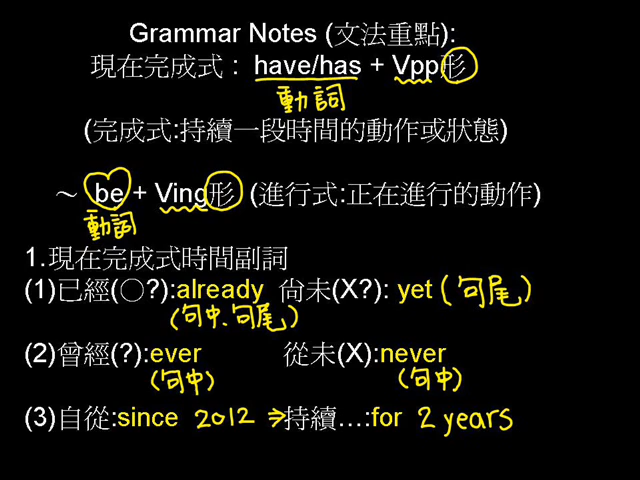 Grammar Notes (文法重點):
現在完成式：have/has + Vpp形
動詞
(完成式:持續一段時間的動作或狀態)
～ be + Ving形 (進行式:正在進行的動作)
動詞
1.現在完成式時間副詞
(1)已經(○?):already 尙未(X?): yet (句尾)
(句中.句尾)
(2)曾經(?):ever 從未(X):never
(句中) (句中)
(3)自從:since 2012 ⇒持續…:for 2 years